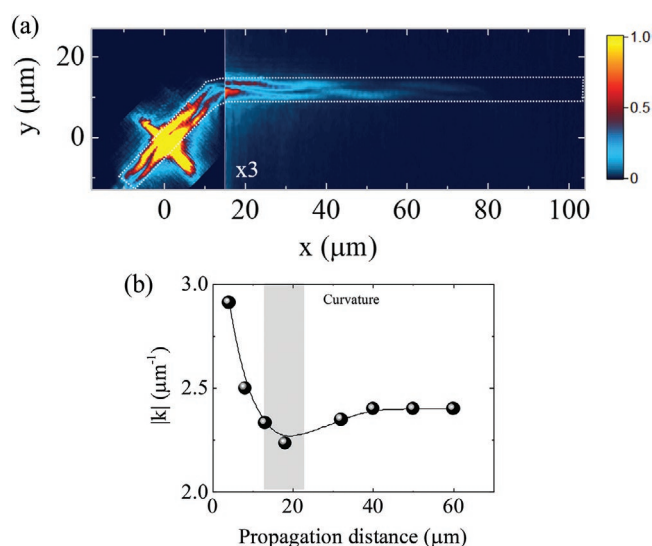 (a)
20
0
y (μm)
x3
0 20 40 60 80 100
x (μm)
1.0
0.5
0
(b)
Curvature
3.0
2.5
2.0
|k| (μm⁻¹)
0 20 40 60
Propagation distance (μm)